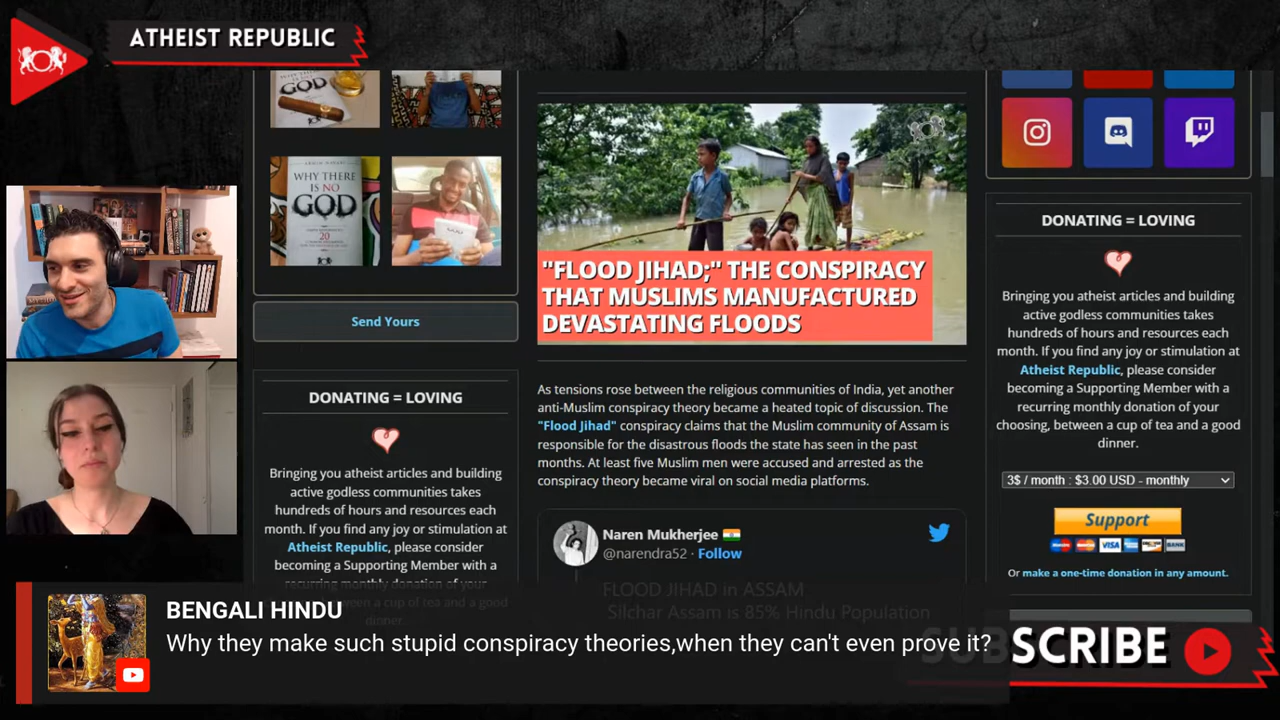 ATHEIST REPUBLIC
GOD
WHY THERE
IS NO
GOD
20
Send Yours
DONATING = LOVING
Bringing you atheist articles and building
active godless communities takes
hundreds of hours and resources each
month. If you find any joy or stimulation at
Atheist Republic, please consider
becoming a Supporting Member with a
recurring monthly donation of your
"FLOOD JIHAD;" THE CONSPIRACY
THAT MUSLIMS MANUFACTURED
DEVASTATING FLOODS
As tensions rose between the religious communities of India, yet another
anti-Muslim conspiracy theory became a heated topic of discussion. The
"Flood Jihad" conspiracy claims that the Muslim community of Assam is
responsible for the disastrous floods the state has seen in the past
months. At least five Muslim men were accused and arrested as the
conspiracy theory became viral on social media platforms.
Naren Mukherjee
@narendra52 · Follow
FLOOD JIHAD in ASSAM
Silchar Assam is 85% Hindu Population
DONATING = LOVING
Bringing you atheist articles and building
active godless communities takes
hundreds of hours and resources each
month. If you find any joy or stimulation at
Atheist Republic, please consider
becoming a Supporting Member with a
recurring monthly donation of your
choosing, between a cup of tea and a good
dinner.
3$ / month : $3.00 USD - monthly
Support
VISA
BANK
Or make a one-time donation in any amount.
BENGALI HINDU
Why they make such stupid conspiracy theories,when they can't even prove it?
SUBSCRIBE